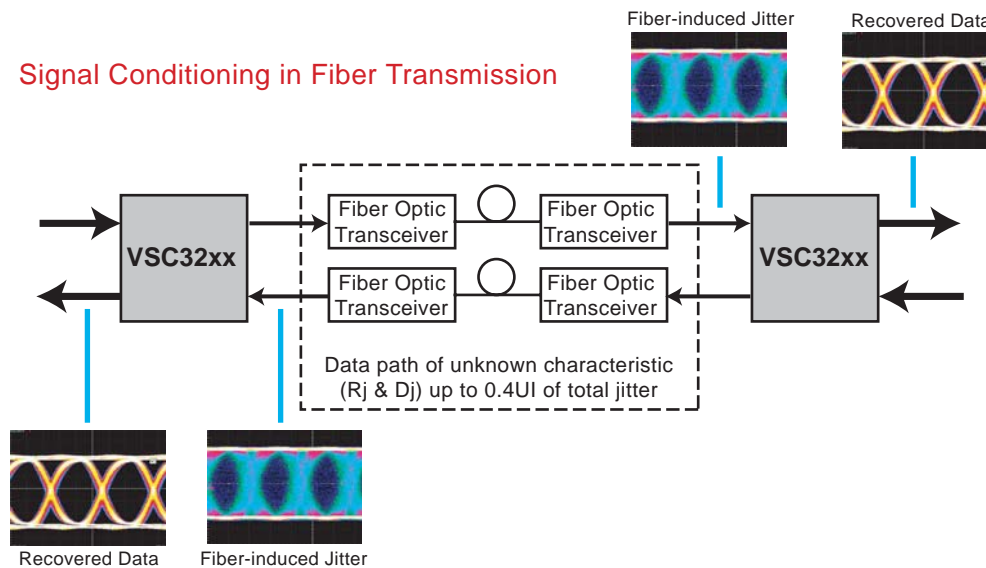 Fiber-induced Jitter
Recovered Data
Signal Conditioning in Fiber Transmission
VSC32xx
Fiber Optic
Transceiver
Fiber Optic
Transceiver
VSC32xx
Fiber Optic
Transceiver
Fiber Optic
Transceiver
Data path of unknown characteristic
(Rj & Dj) up to 0.4UI of total jitter
Recovered Data
Fiber-induced Jitter